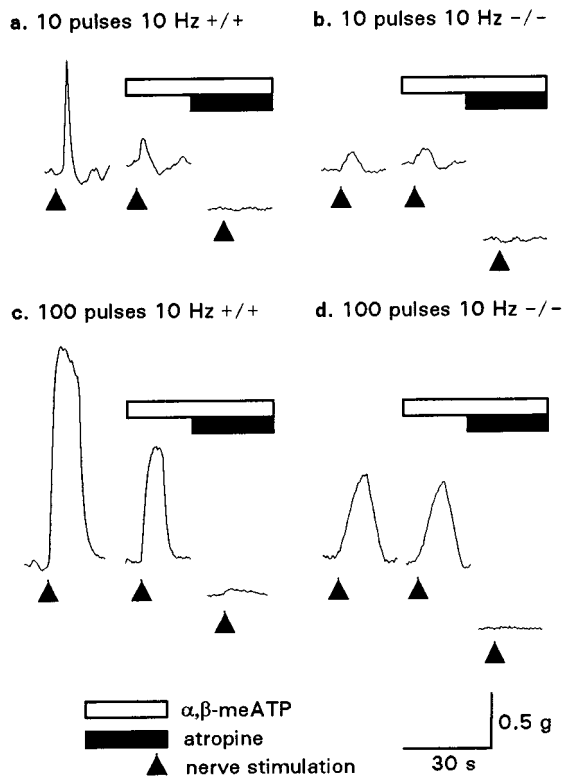 a. 10 pulses 10 Hz +/+
b. 10 pulses 10 Hz −/−
c. 100 pulses 10 Hz +/+
d. 100 pulses 10 Hz −/−
α,β-meATP
atropine
nerve stimulation
0.5 g
30 s